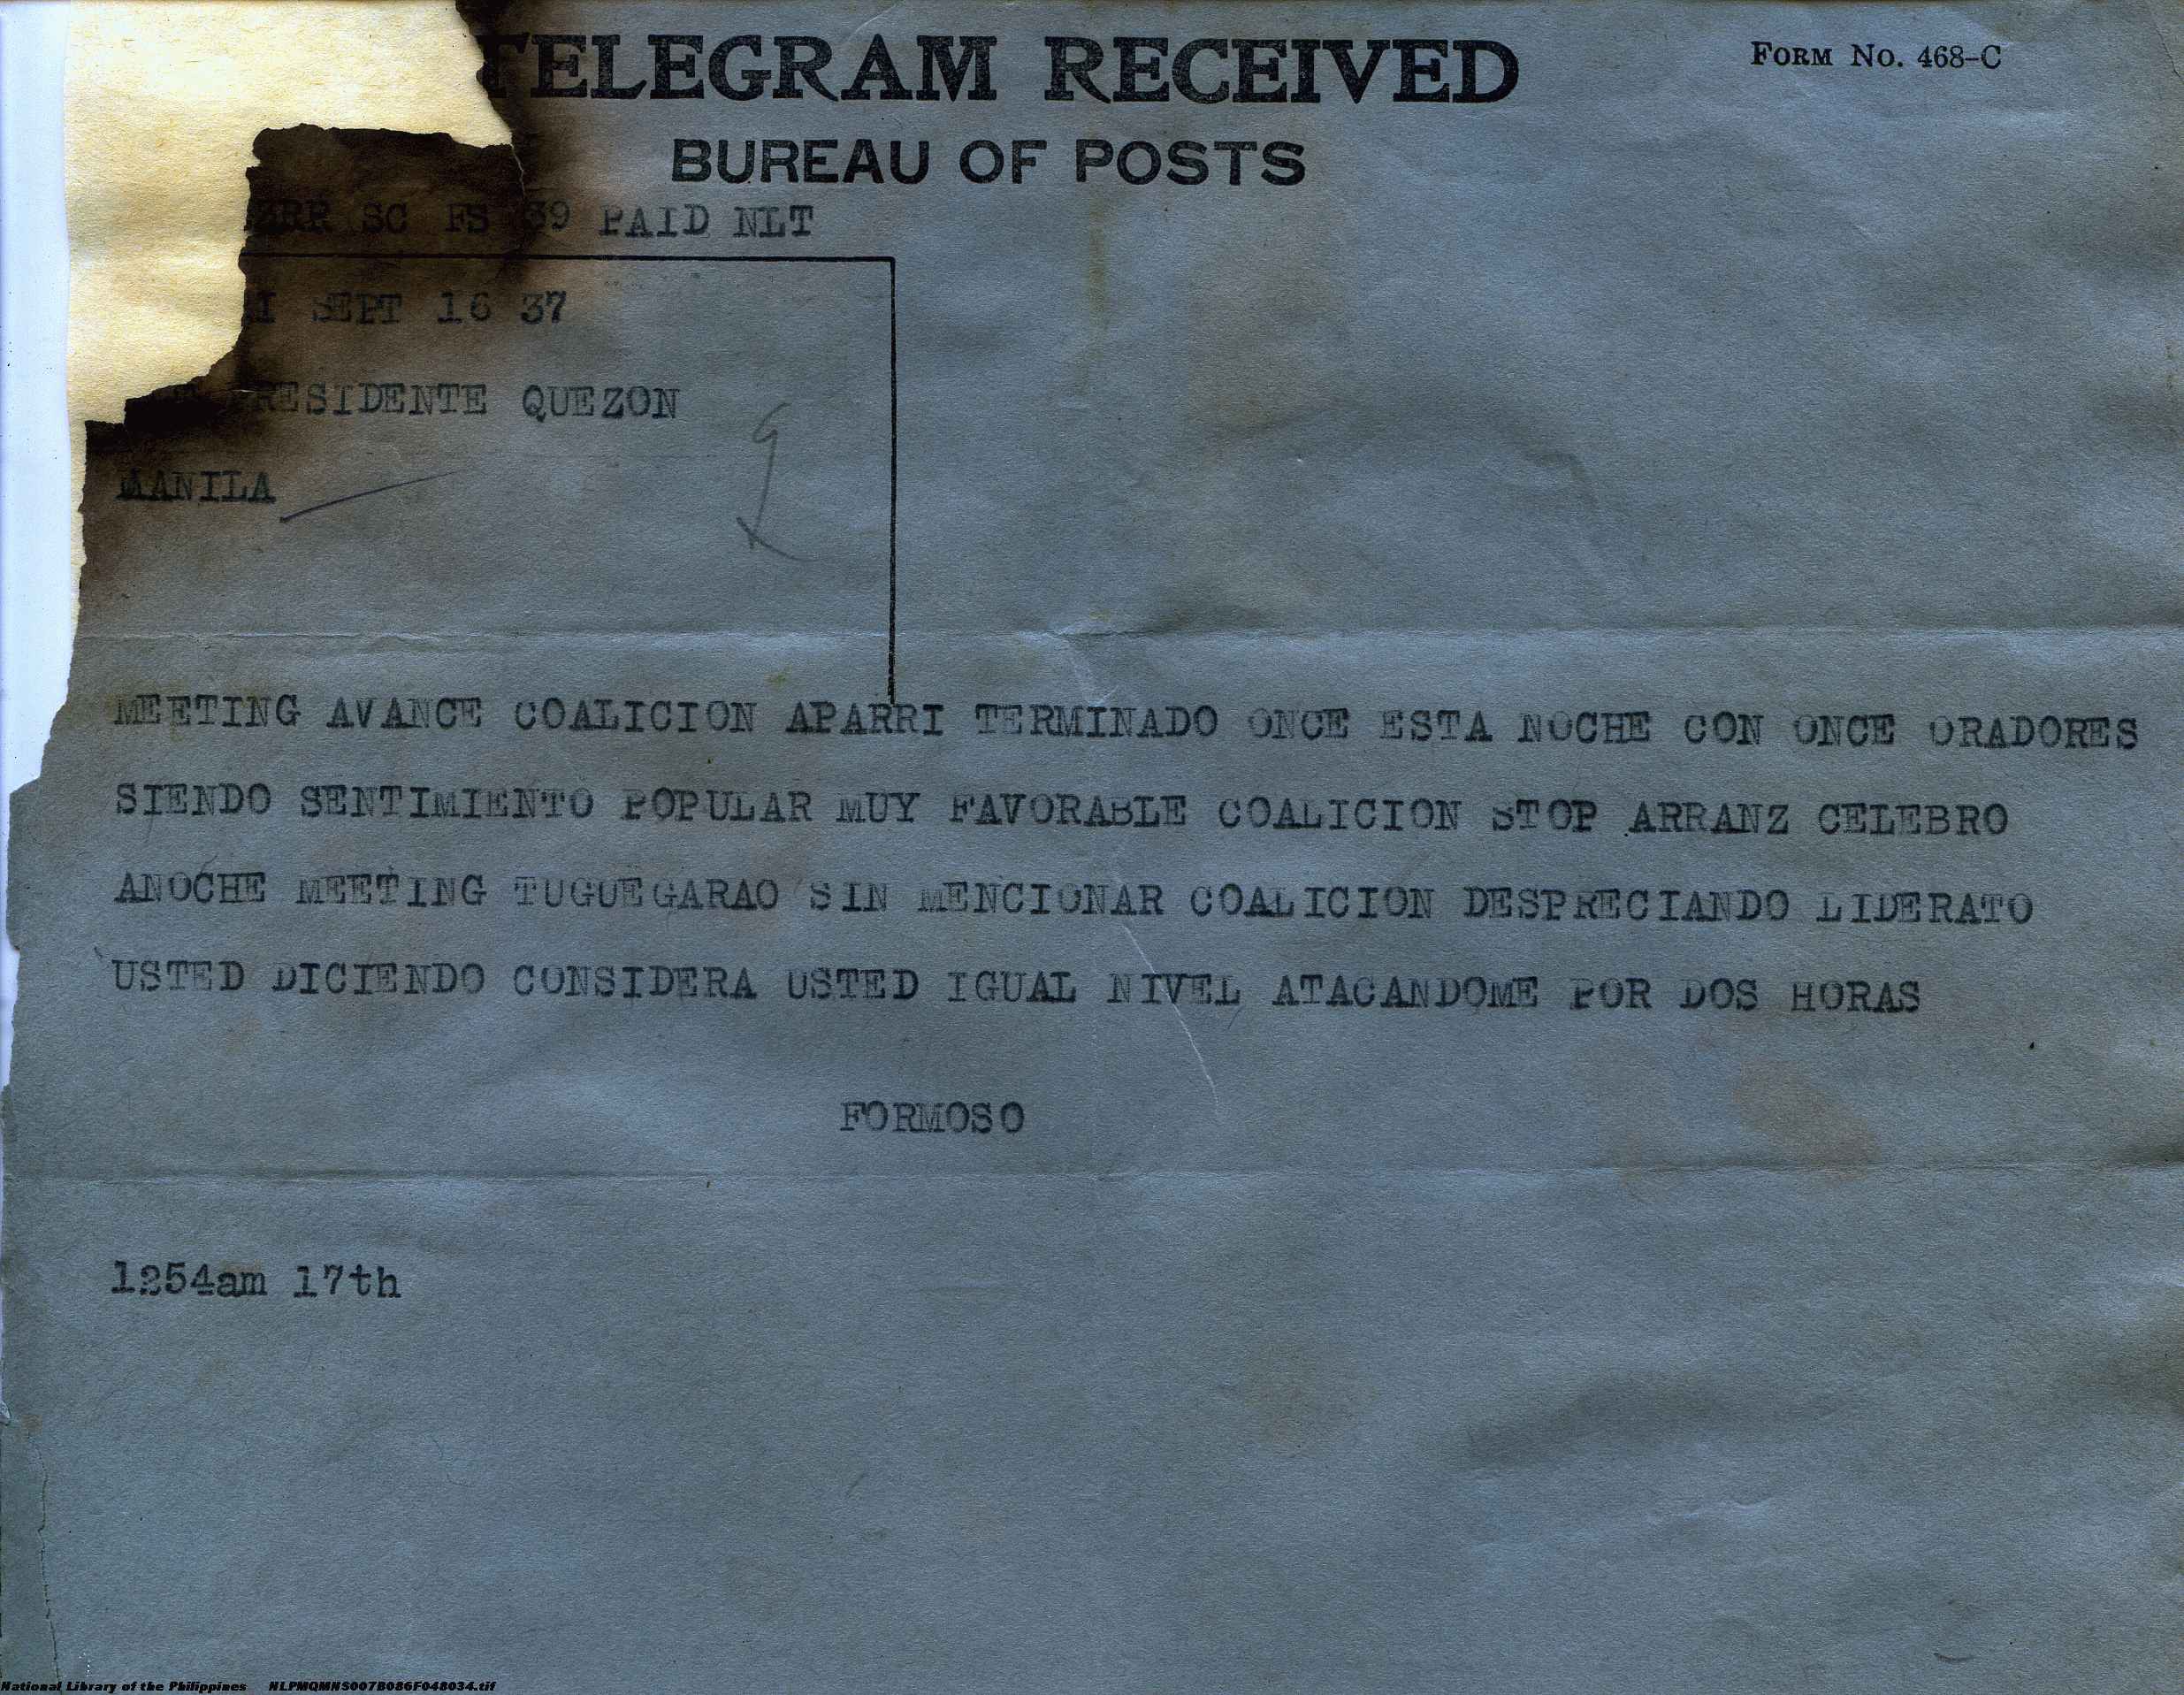 TELEGRAM RECEIVED
FORM No. 468-C
BUREAU OF POSTS
SC FS 39 PAID NLT
SEPT 16 37
PRESIDENTE QUEZON
MANILA
MEETING AVANCE COALICION APARRI TERMINADO ONCE ESTA NOCHE CON ONCE ORADORES
SIENDO SENTIMIENTO POPULAR MUY FAVORABLE COALICION STOP ARRANZ CELEBRO
ANOCHE MEETING TUGUEGARAO SIN MENCIONAR COALICION DESPRECIANDO LIDERATO
USTED DICIENDO CONSIDERA USTED IGUAL NIVEL ATACANDOME POR DOS HORAS
FORMOSO
1254am 17th
National Library of the Philippines NLPMQMNS007B086F048034.tif